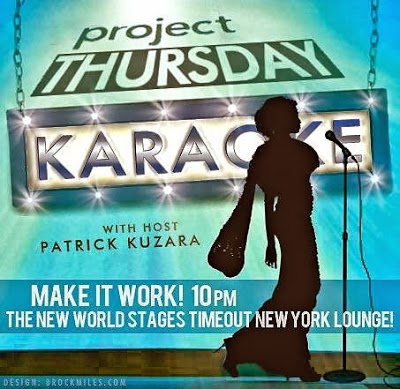 project
THURSDAY
KARAOKE
WITH HOST
PATRICK KUZARA
MAKE IT WORK! 10PM
THE NEW WORLD STAGES TIMEOUT NEW YORK LOUNGE!
DESIGN: BROCKMILES.COM